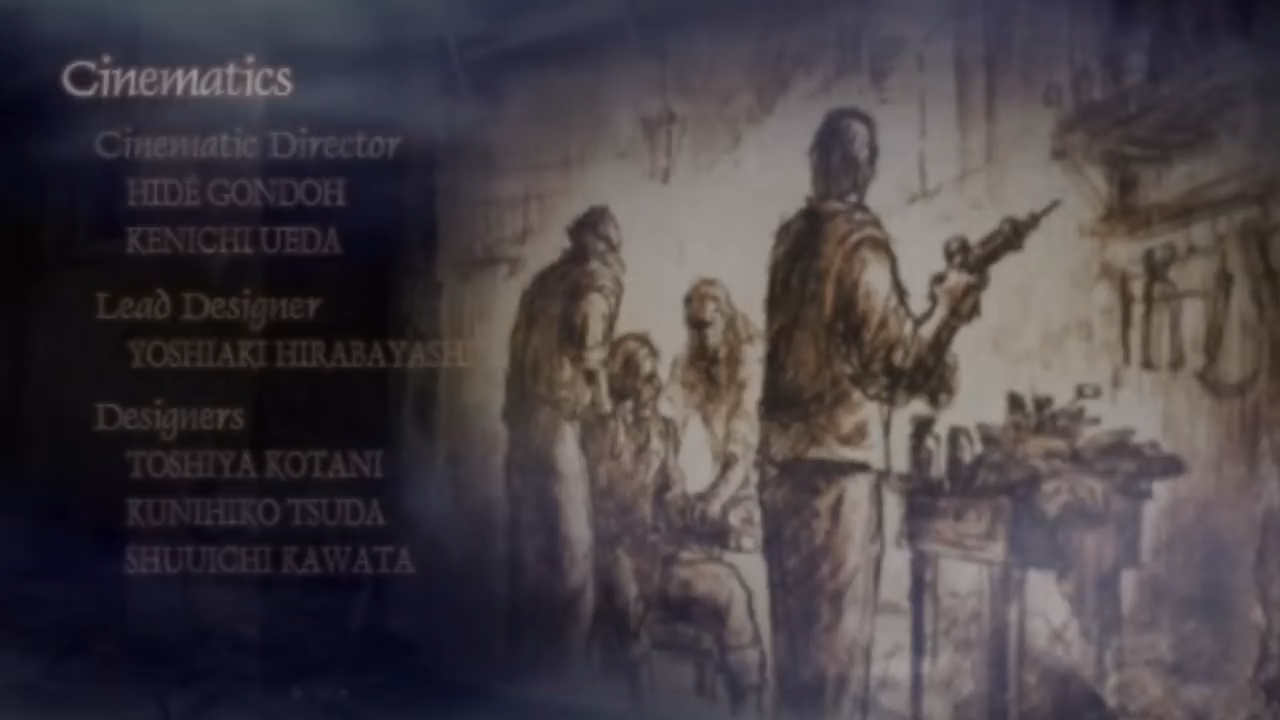 Cinematics
Cinematic Director
HIDE GONDOH
KENICHI UEDA
Lead Designer
YOSHIAKI HIRABAYASHI
Designers
TOSHIYA KOTANI
KUNIHIKO TSUDA
SHUUICHI KAWATA